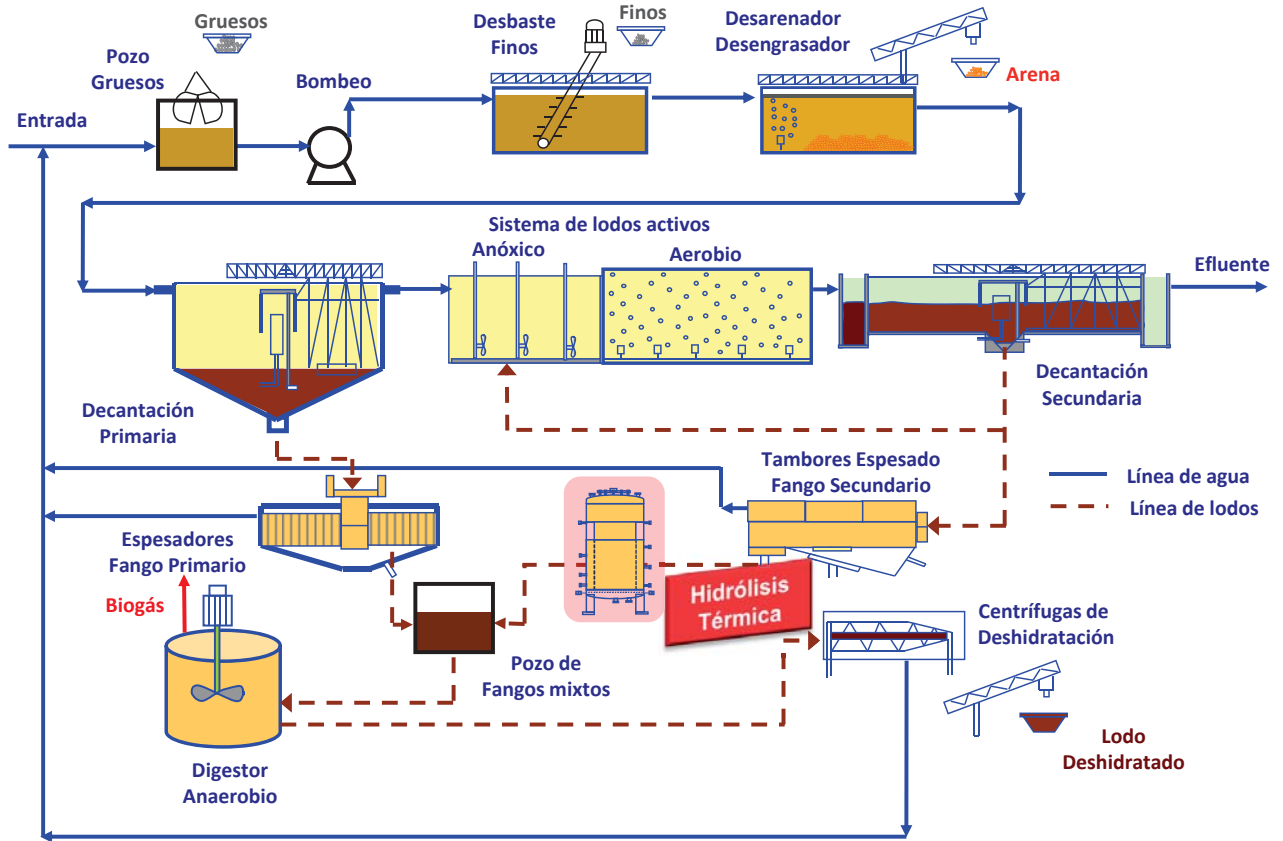 Gruesos
Pozo
Gruesos
Entrada
Bombeo
Desbaste
Finos
Finos
Desarenador
Desengrasador
Arena
Sistema de lodos activos
Anóxico
Aerobio
Efluente
Decantación
Primaria
Decantación
Secundaria
Tambores Espesado
Fango Secundario
Línea de agua
Línea de lodos
Espesadores
Fango Primario
Biogás
Hidrólisis
Térmica
Centrífugas de
Deshidratación
Pozo de
Fangos mixtos
Digestor
Anaerobio
Lodo
Deshidratado